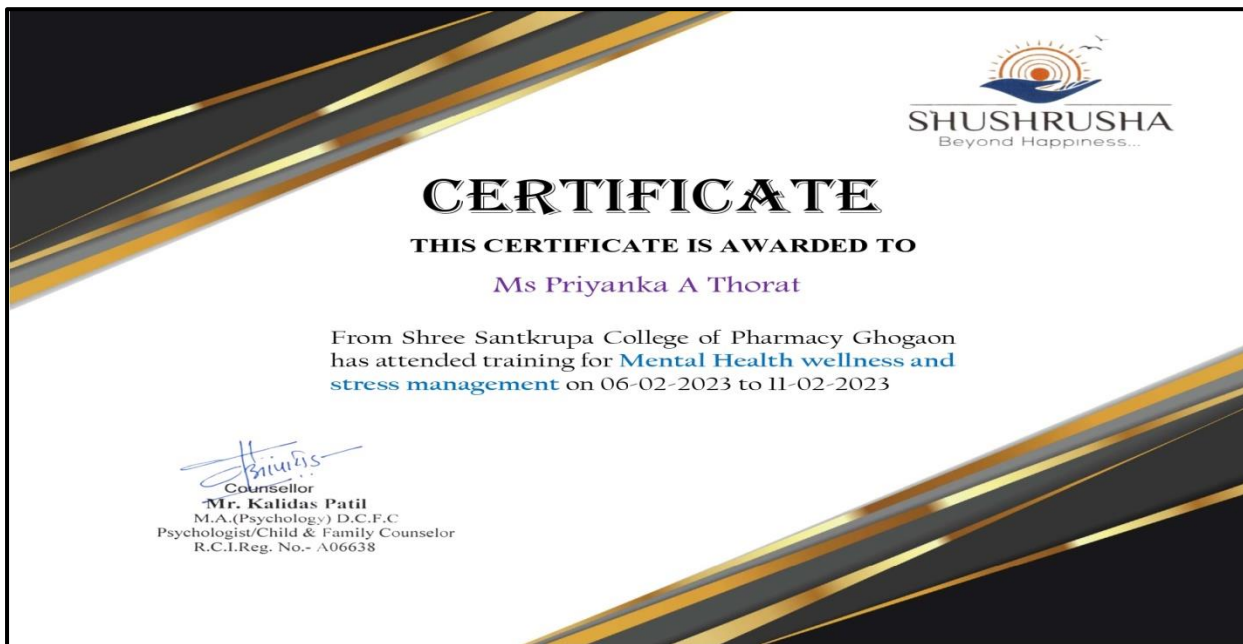 SHUSHRUSHA
Beyond Happiness...
CERTIFICATE
THIS CERTIFICATE IS AWARDED TO
Ms Priyanka A Thorat
From Shree Santkrupa College of Pharmacy Ghogaon
has attended training for Mental Health wellness and
stress management on 06-02-2023 to 11-02-2023
Counsellor
Mr. Kalidas Patil
M.A.(Psychology) D.C.F.C
Psychologist/Child & Family Counselor
R.C.I.Reg. No.- A06638